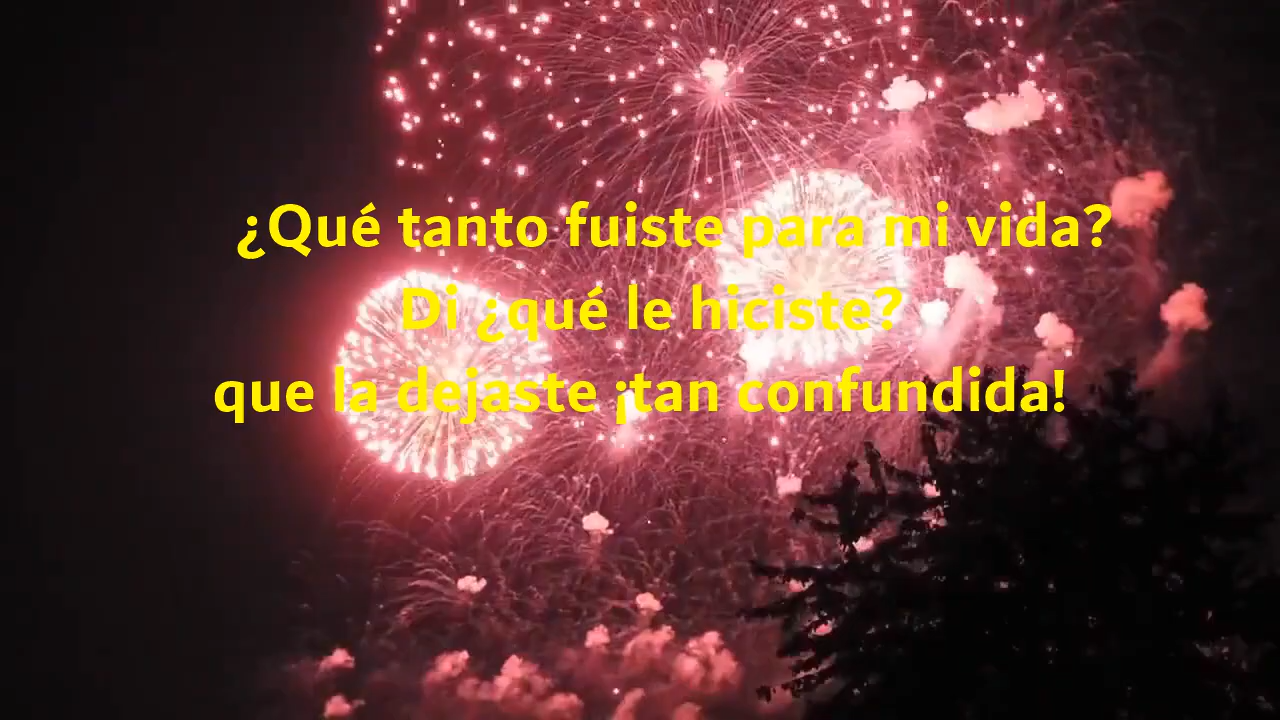 ¿Qué tanto fuiste para mi vida?
Di ¿qué le hiciste?
que la dejaste ¡tan confundida!